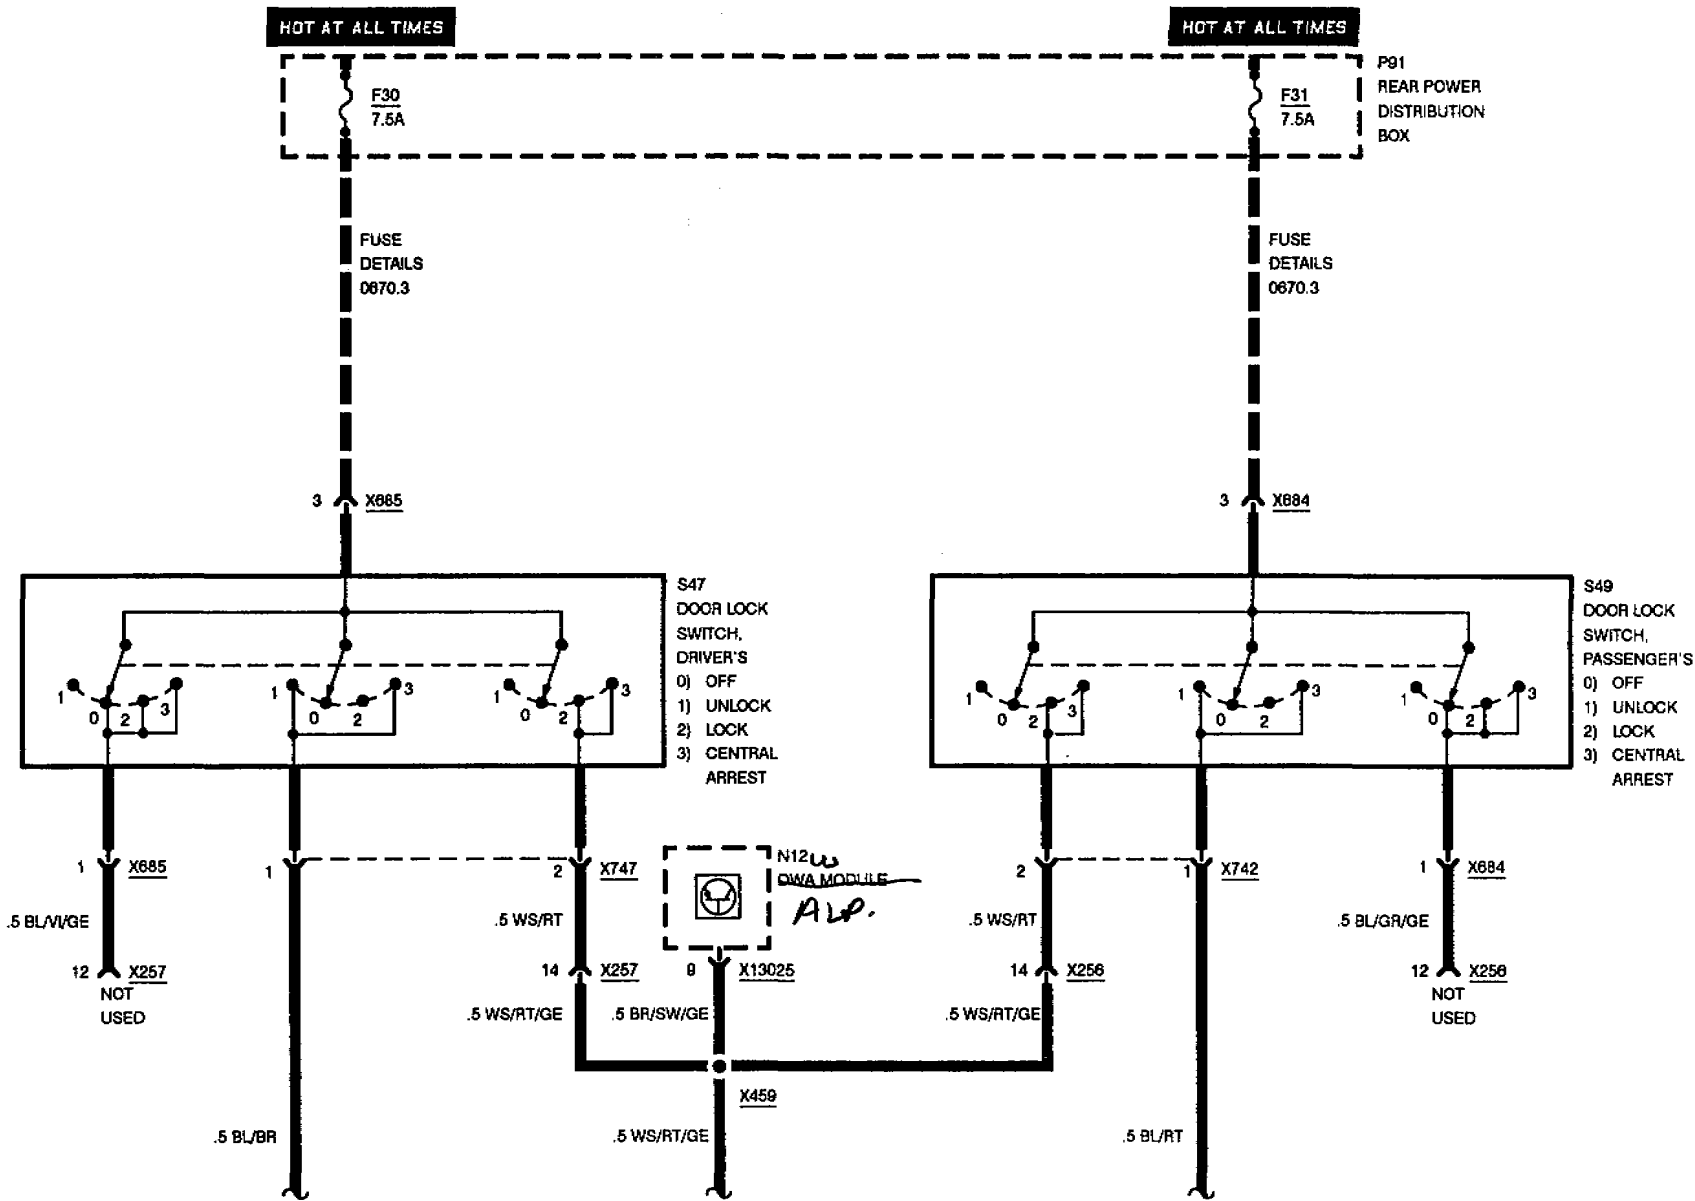 HOT AT ALL TIMES
HOT AT ALL TIMES
F30
7.5A
F31
7.5A
P91
REAR POWER
DISTRIBUTION
BOX
FUSE
DETAILS
0670.3
FUSE
DETAILS
0670.3
3 X685
3 X684
S47
DOOR LOCK
SWITCH,
DRIVER'S
0) OFF
1) UNLOCK
2) LOCK
3) CENTRAL
ARREST
1 0 2 3
1 0 2 3
1 0 2 3
S49
DOOR LOCK
SWITCH,
PASSENGER'S
0) OFF
1) UNLOCK
2) LOCK
3) CENTRAL
ARREST
1 0 2 3
1 0 2 3
1 0 2 3
1 X685
1
2 X747
N12
DWA MODULE
ALP.
2
1 X742
1 X684
.5 BL/VI/GE
.5 WS/RT
.5 WS/RT
.5 BL/GR/GE
12 X257
NOT
USED
14 X257
9 X13025
14 X256
12 X256
NOT
USED
.5 WS/RT/GE
.5 BR/SW/GE
.5 WS/RT/GE
X459
.5 BL/BR
.5 WS/RT/GE
.5 BL/RT